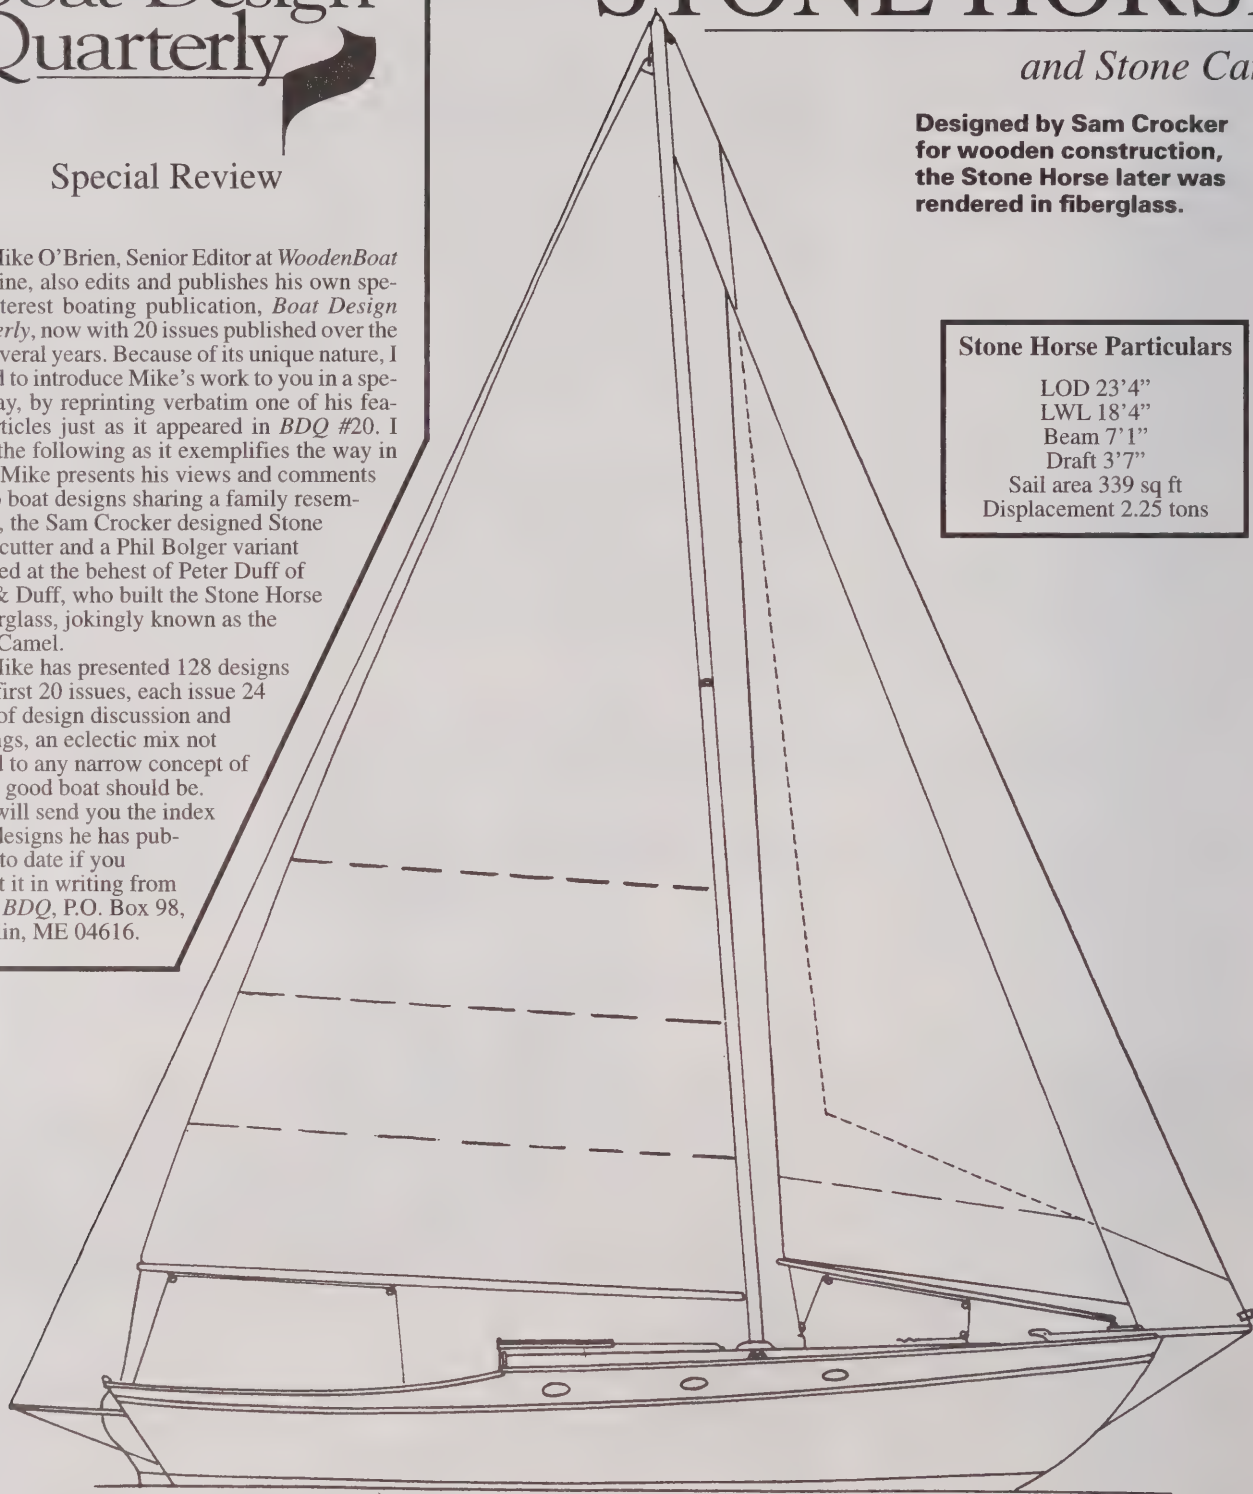 Boat Design
Quarterly
Special Review
Mike O'Brien, Senior Editor at WoodenBoat
ine, also edits and publishes his own spe-
terest boating publication, Boat Design
erly, now with 20 issues published over the
veral years. Because of its unique nature, I
d to introduce Mike's work to you in a spe-
ay, by reprinting verbatim one of his fea-
rticles just as it appeared in BDQ #20. I
the following as it exemplifies the way in
Mike presents his views and comments
o boat designs sharing a family resem-
, the Sam Crocker designed Stone
cutter and a Phil Bolger variant
ed at the behest of Peter Duff of
& Duff, who built the Stone Horse
rglass, jokingly known as the
Camel.
Mike has presented 128 designs
first 20 issues, each issue 24
of design discussion and
ngs, an eclectic mix not
d to any narrow concept of
good boat should be.
will send you the index
designs he has pub-
to date if you
t it in writing from
BDQ, P.O. Box 98,
lin, ME 04616.
STONE HORSE
and Stone Ca
Designed by Sam Crocker
for wooden construction,
the Stone Horse later was
rendered in fiberglass.
Stone Horse Particulars
LOD 23'4"
LWL 18'4"
Beam 7'1"
Draft 3'7"
Sail area 339 sq ft
Displacement 2.25 tons